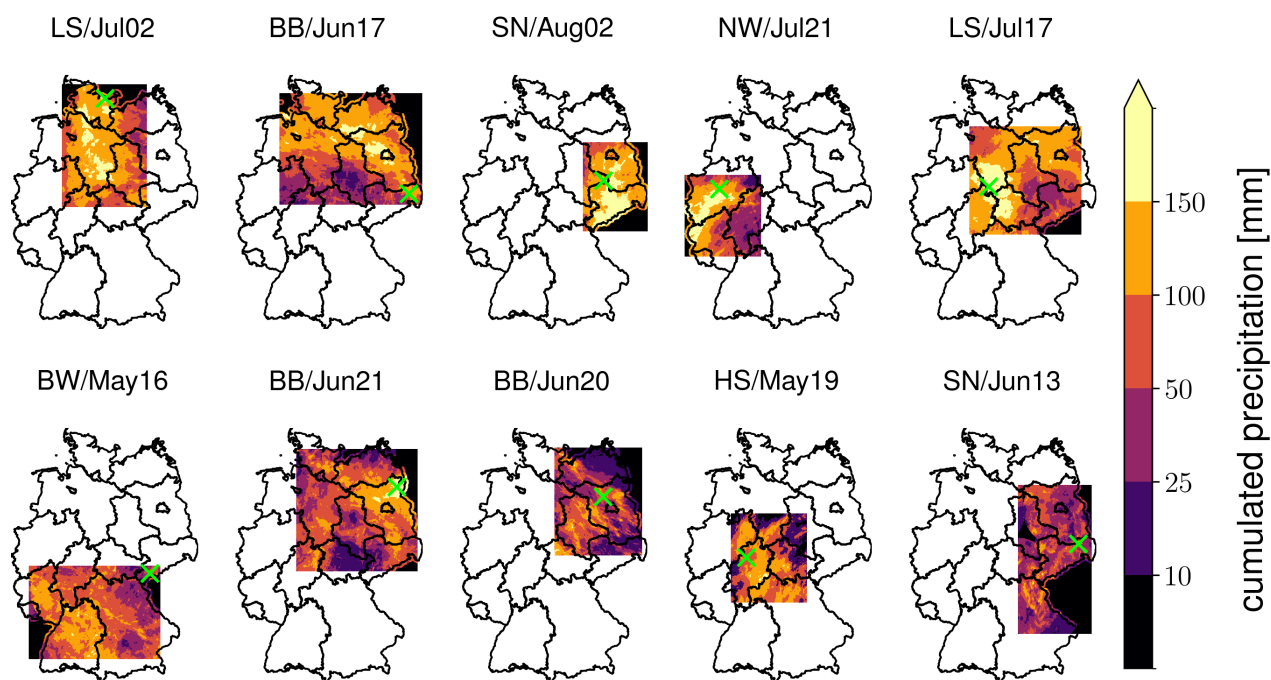 LS/Jul02
BB/Jun17
SN/Aug02
NW/Jul21
LS/Jul17
BW/May16
BB/Jun21
BB/Jun20
HS/May19
SN/Jun13
150
100
50
25
10
cumulated precipitation [mm]